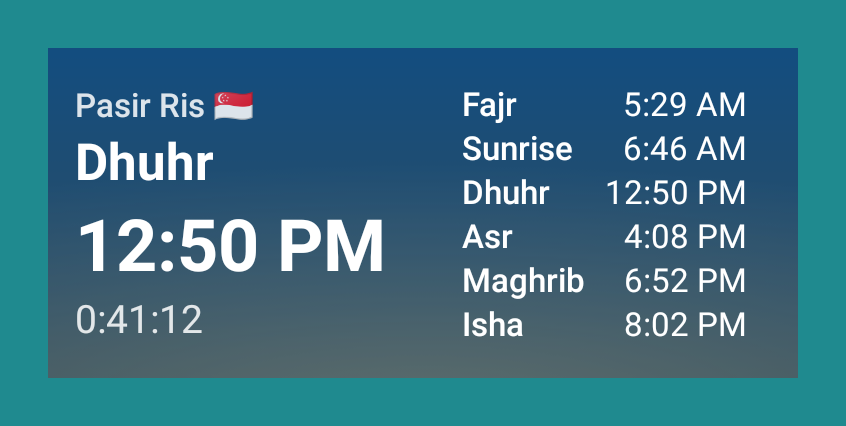 Pasir Ris 🇸🇬
Dhuhr
12:50 PM
0:41:12
Fajr 5:29 AM
Sunrise 6:46 AM
Dhuhr 12:50 PM
Asr 4:08 PM
Maghrib 6:52 PM
Isha 8:02 PM